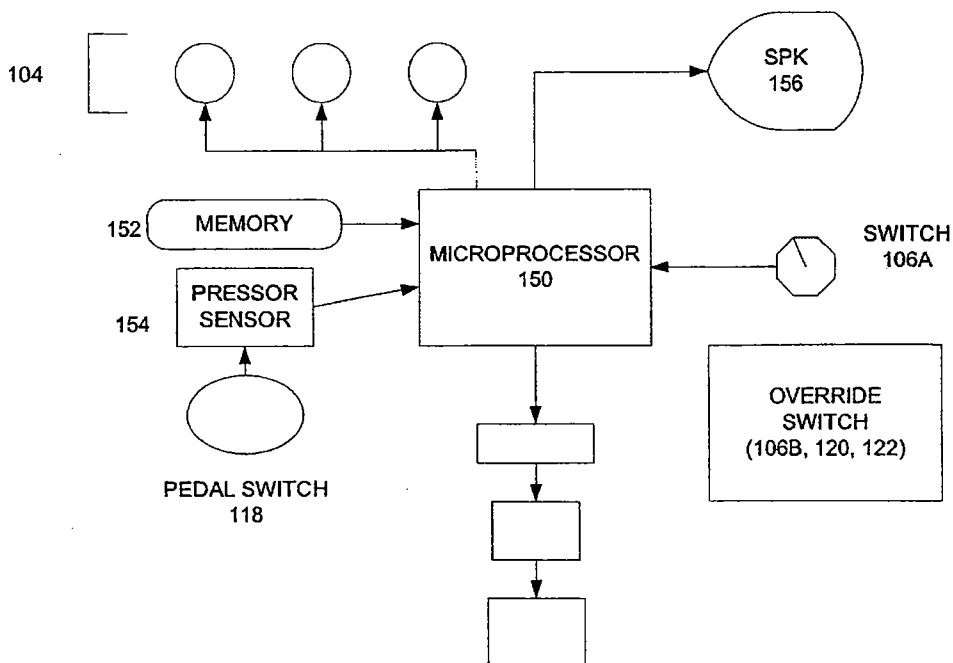 104
SPK
156
152
MEMORY
MICROPROCESSOR
150
SWITCH
106A
154
PRESSOR
SENSOR
OVERRIDE
SWITCH
(106B, 120, 122)
PEDAL SWITCH
118